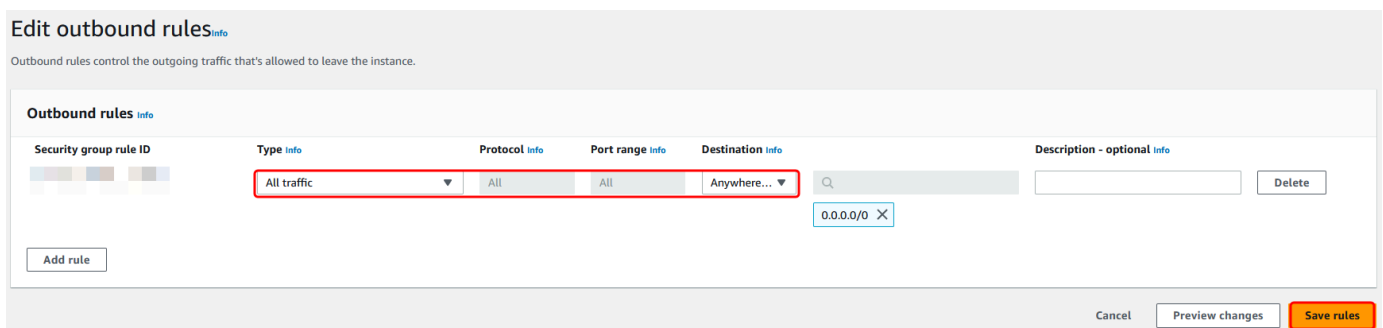 Edit outbound rules Info
Outbound rules control the outgoing traffic that's allowed to leave the instance.
Outbound rules Info
Security group rule ID Type Info Protocol Info Port range Info Destination Info Description - optional Info
All traffic All All Anywhere... Delete
0.0.0.0/0
Add rule
Cancel Preview changes Save rules